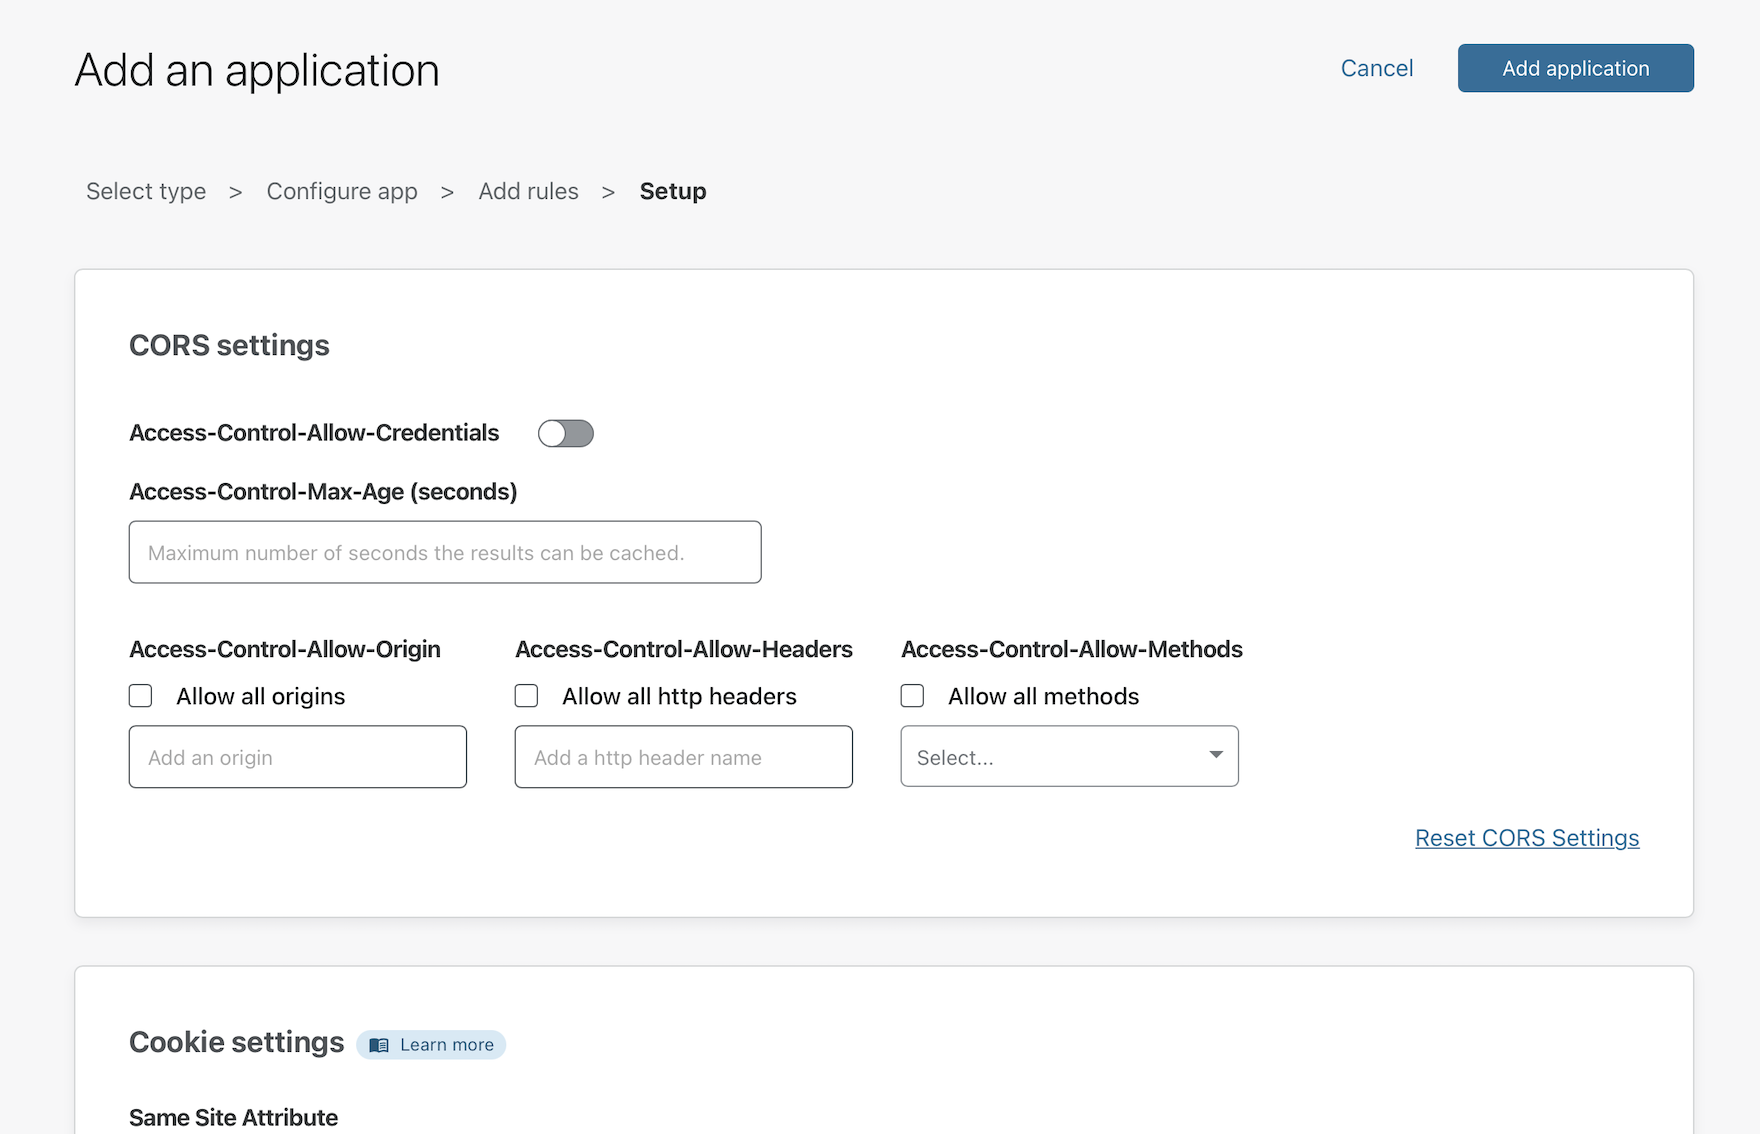 Add an application
Cancel
Add application
Select type > Configure app > Add rules > Setup
CORS settings
Access-Control-Allow-Credentials
Access-Control-Max-Age (seconds)
Maximum number of seconds the results can be cached.
Access-Control-Allow-Origin
Allow all origins
Add an origin
Access-Control-Allow-Headers
Allow all http headers
Add a http header name
Access-Control-Allow-Methods
Allow all methods
Select...
Reset CORS Settings
Cookie settings
Learn more
Same Site Attribute